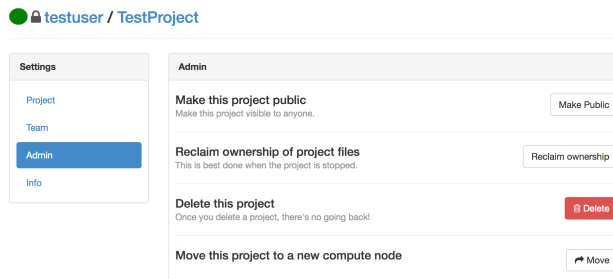 testuser / TestProject
Settings
Project
Team
Admin
Info
Admin
Make this project public
Make this project visible to anyone.
Make Public
Reclaim ownership of project files
This is best done when the project is stopped.
Reclaim ownership
Delete this project
Once you delete a project, there's no going back!
Delete
Move this project to a new compute node
Move